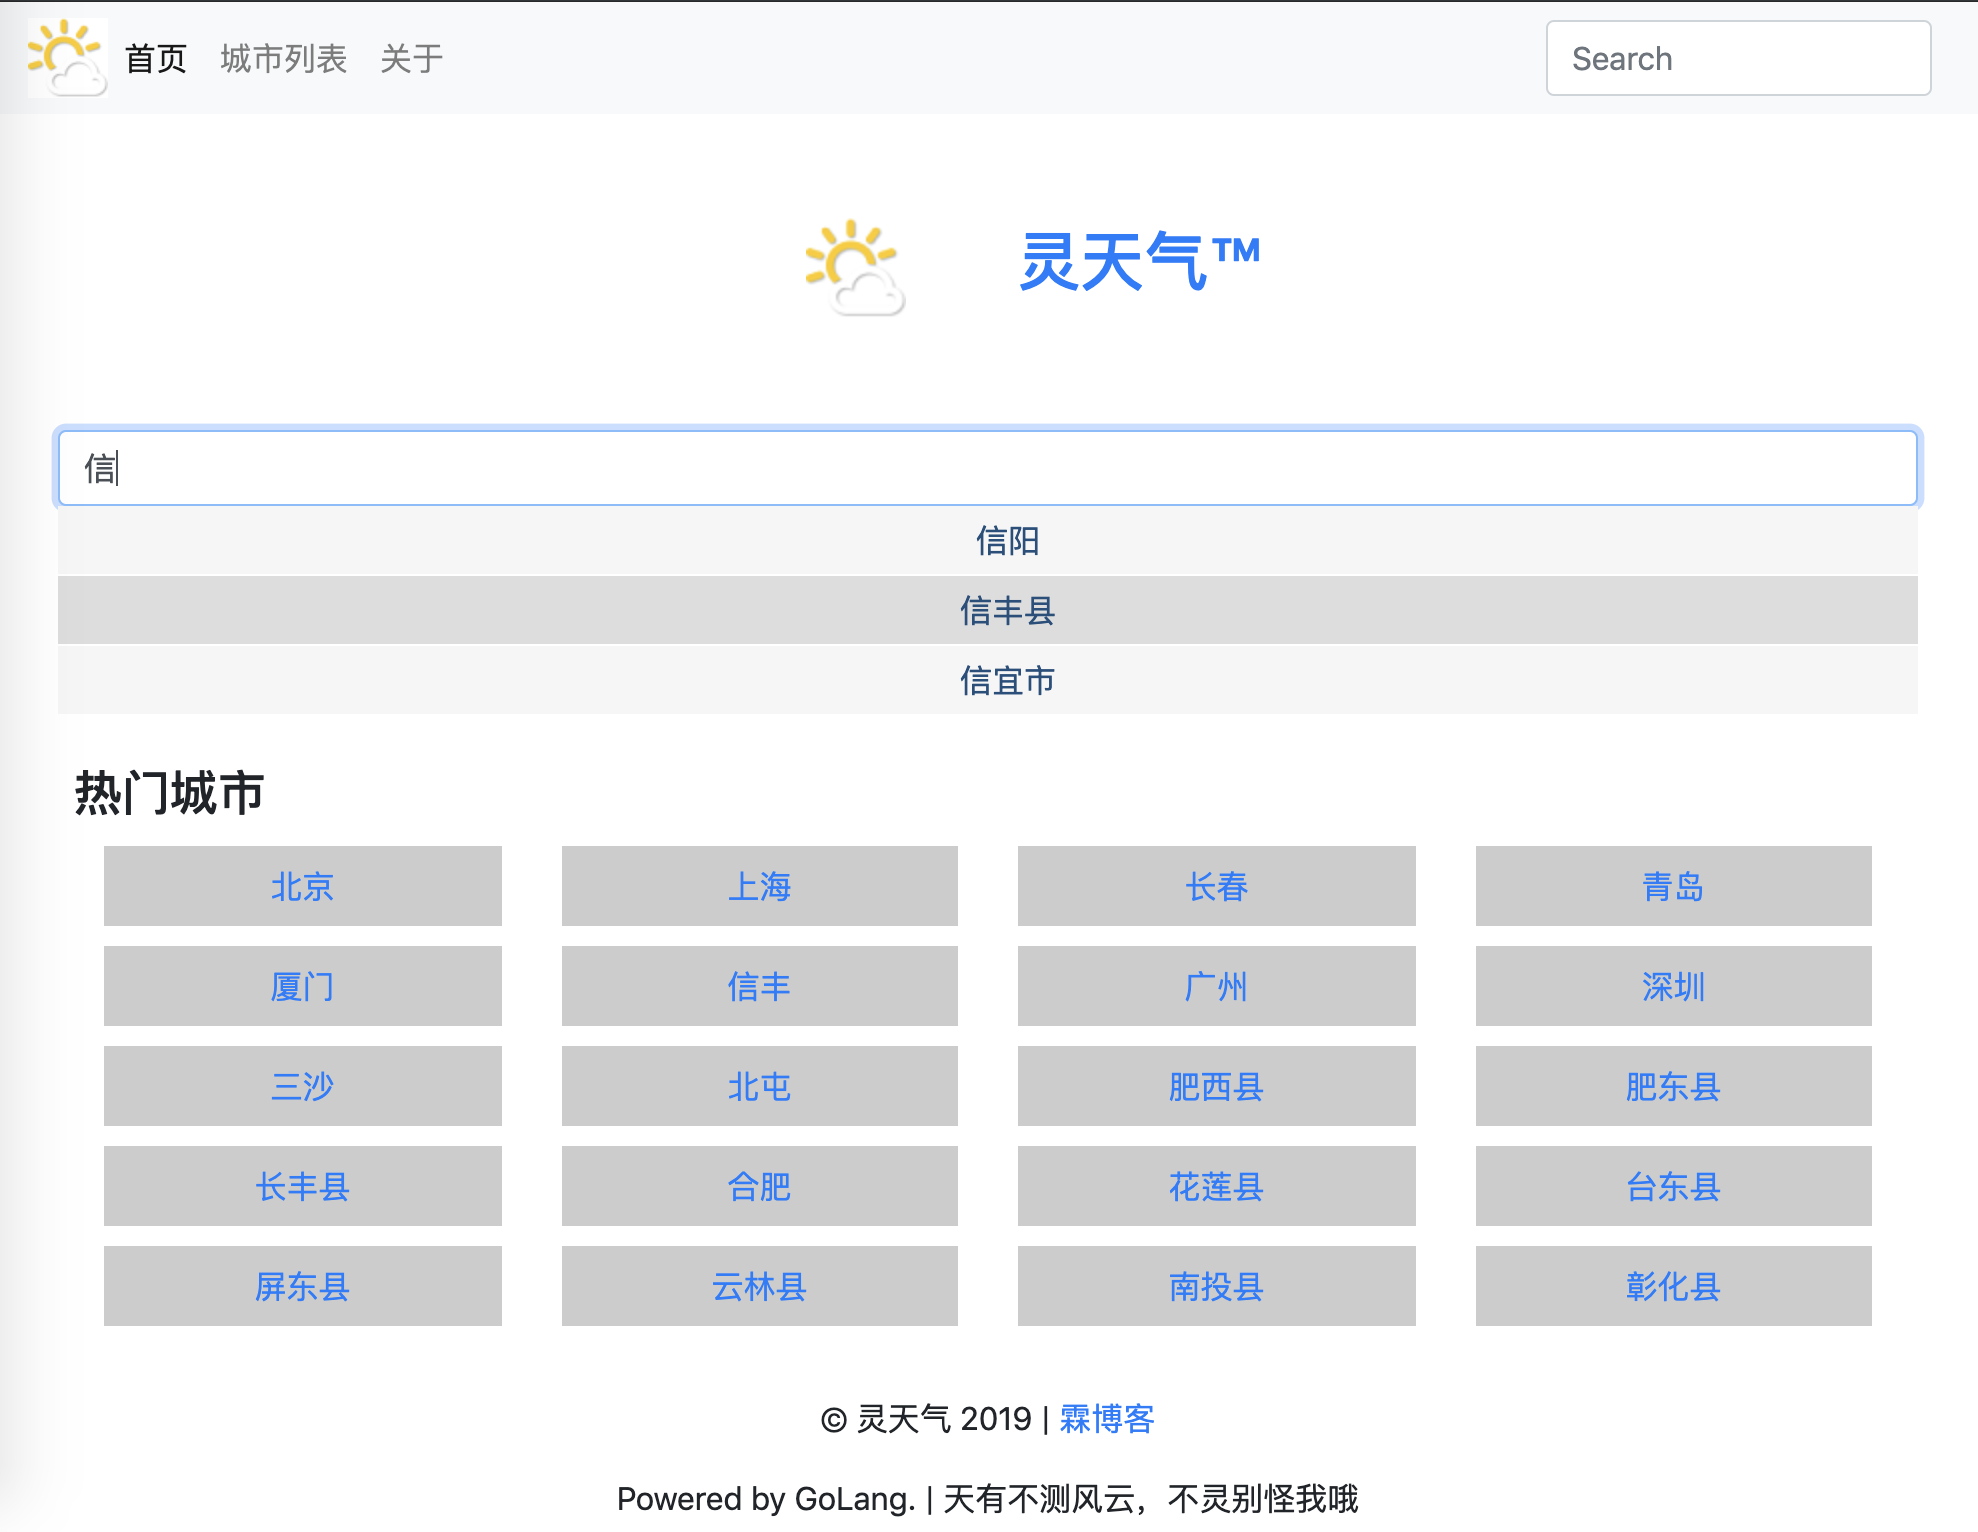 首页 城市列表 关于 Search
灵天气™
信
信阳
信丰县
信宜市
热门城市
北京 上海 长春 青岛
厦门 信丰 广州 深圳
三沙 北屯 肥西县 肥东县
长丰县 合肥 花莲县 台东县
屏东县 云林县 南投县 彰化县
© 灵天气 2019 | 霖博客
Powered by GoLang. | 天有不测风云，不灵别怪我哦